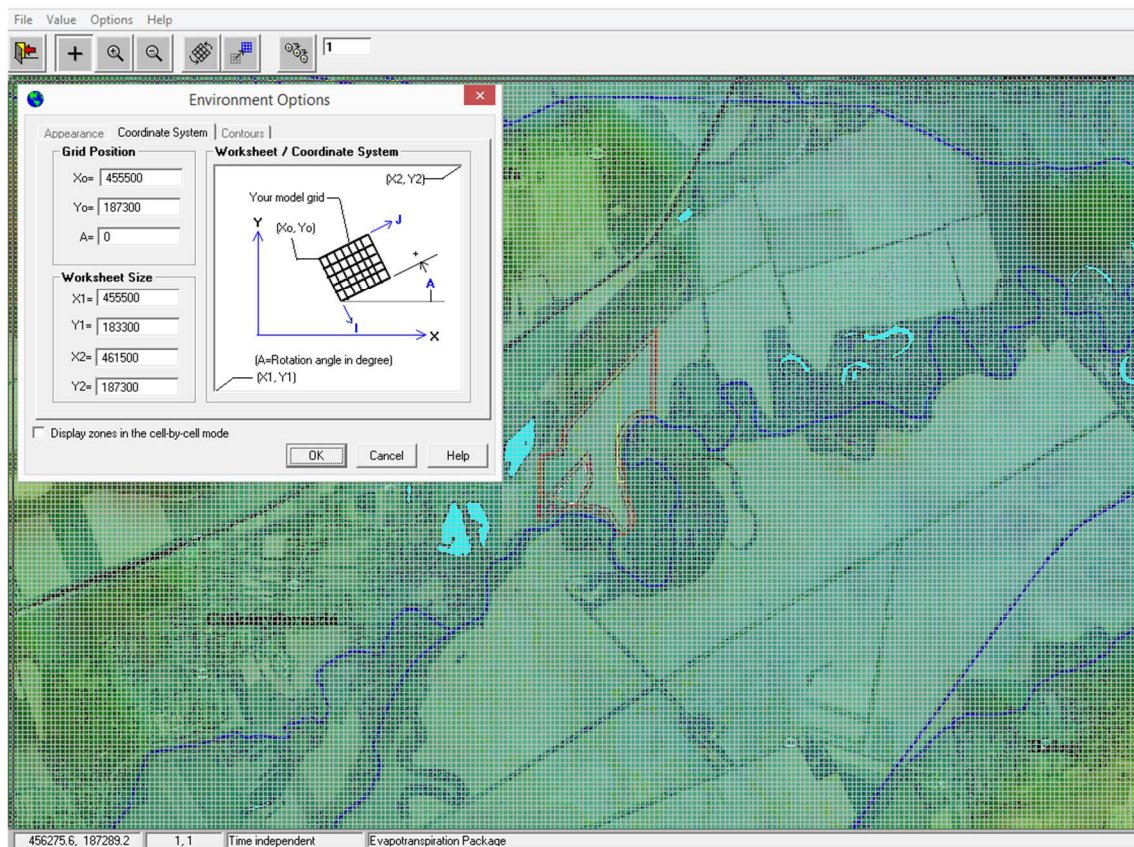 File Value Options Help
1
Environment Options
Appearance Coordinate System Contours
Grid Position
Xo= 455500
Yo= 187300
A= 0
Worksheet Size
X1= 455500
Y1= 183300
X2= 461500
Y2= 187300
Worksheet / Coordinate System
(X2, Y2)
Your model grid
Y
J
(Xo, Yo)
+
A
I
X
(A=Rotation angle in degree)
(X1, Y1)
Display zones in the cell-by-cell mode
OK Cancel Help
456275.6, 187289.2 1, 1 Time independent Evapotranspiration Package